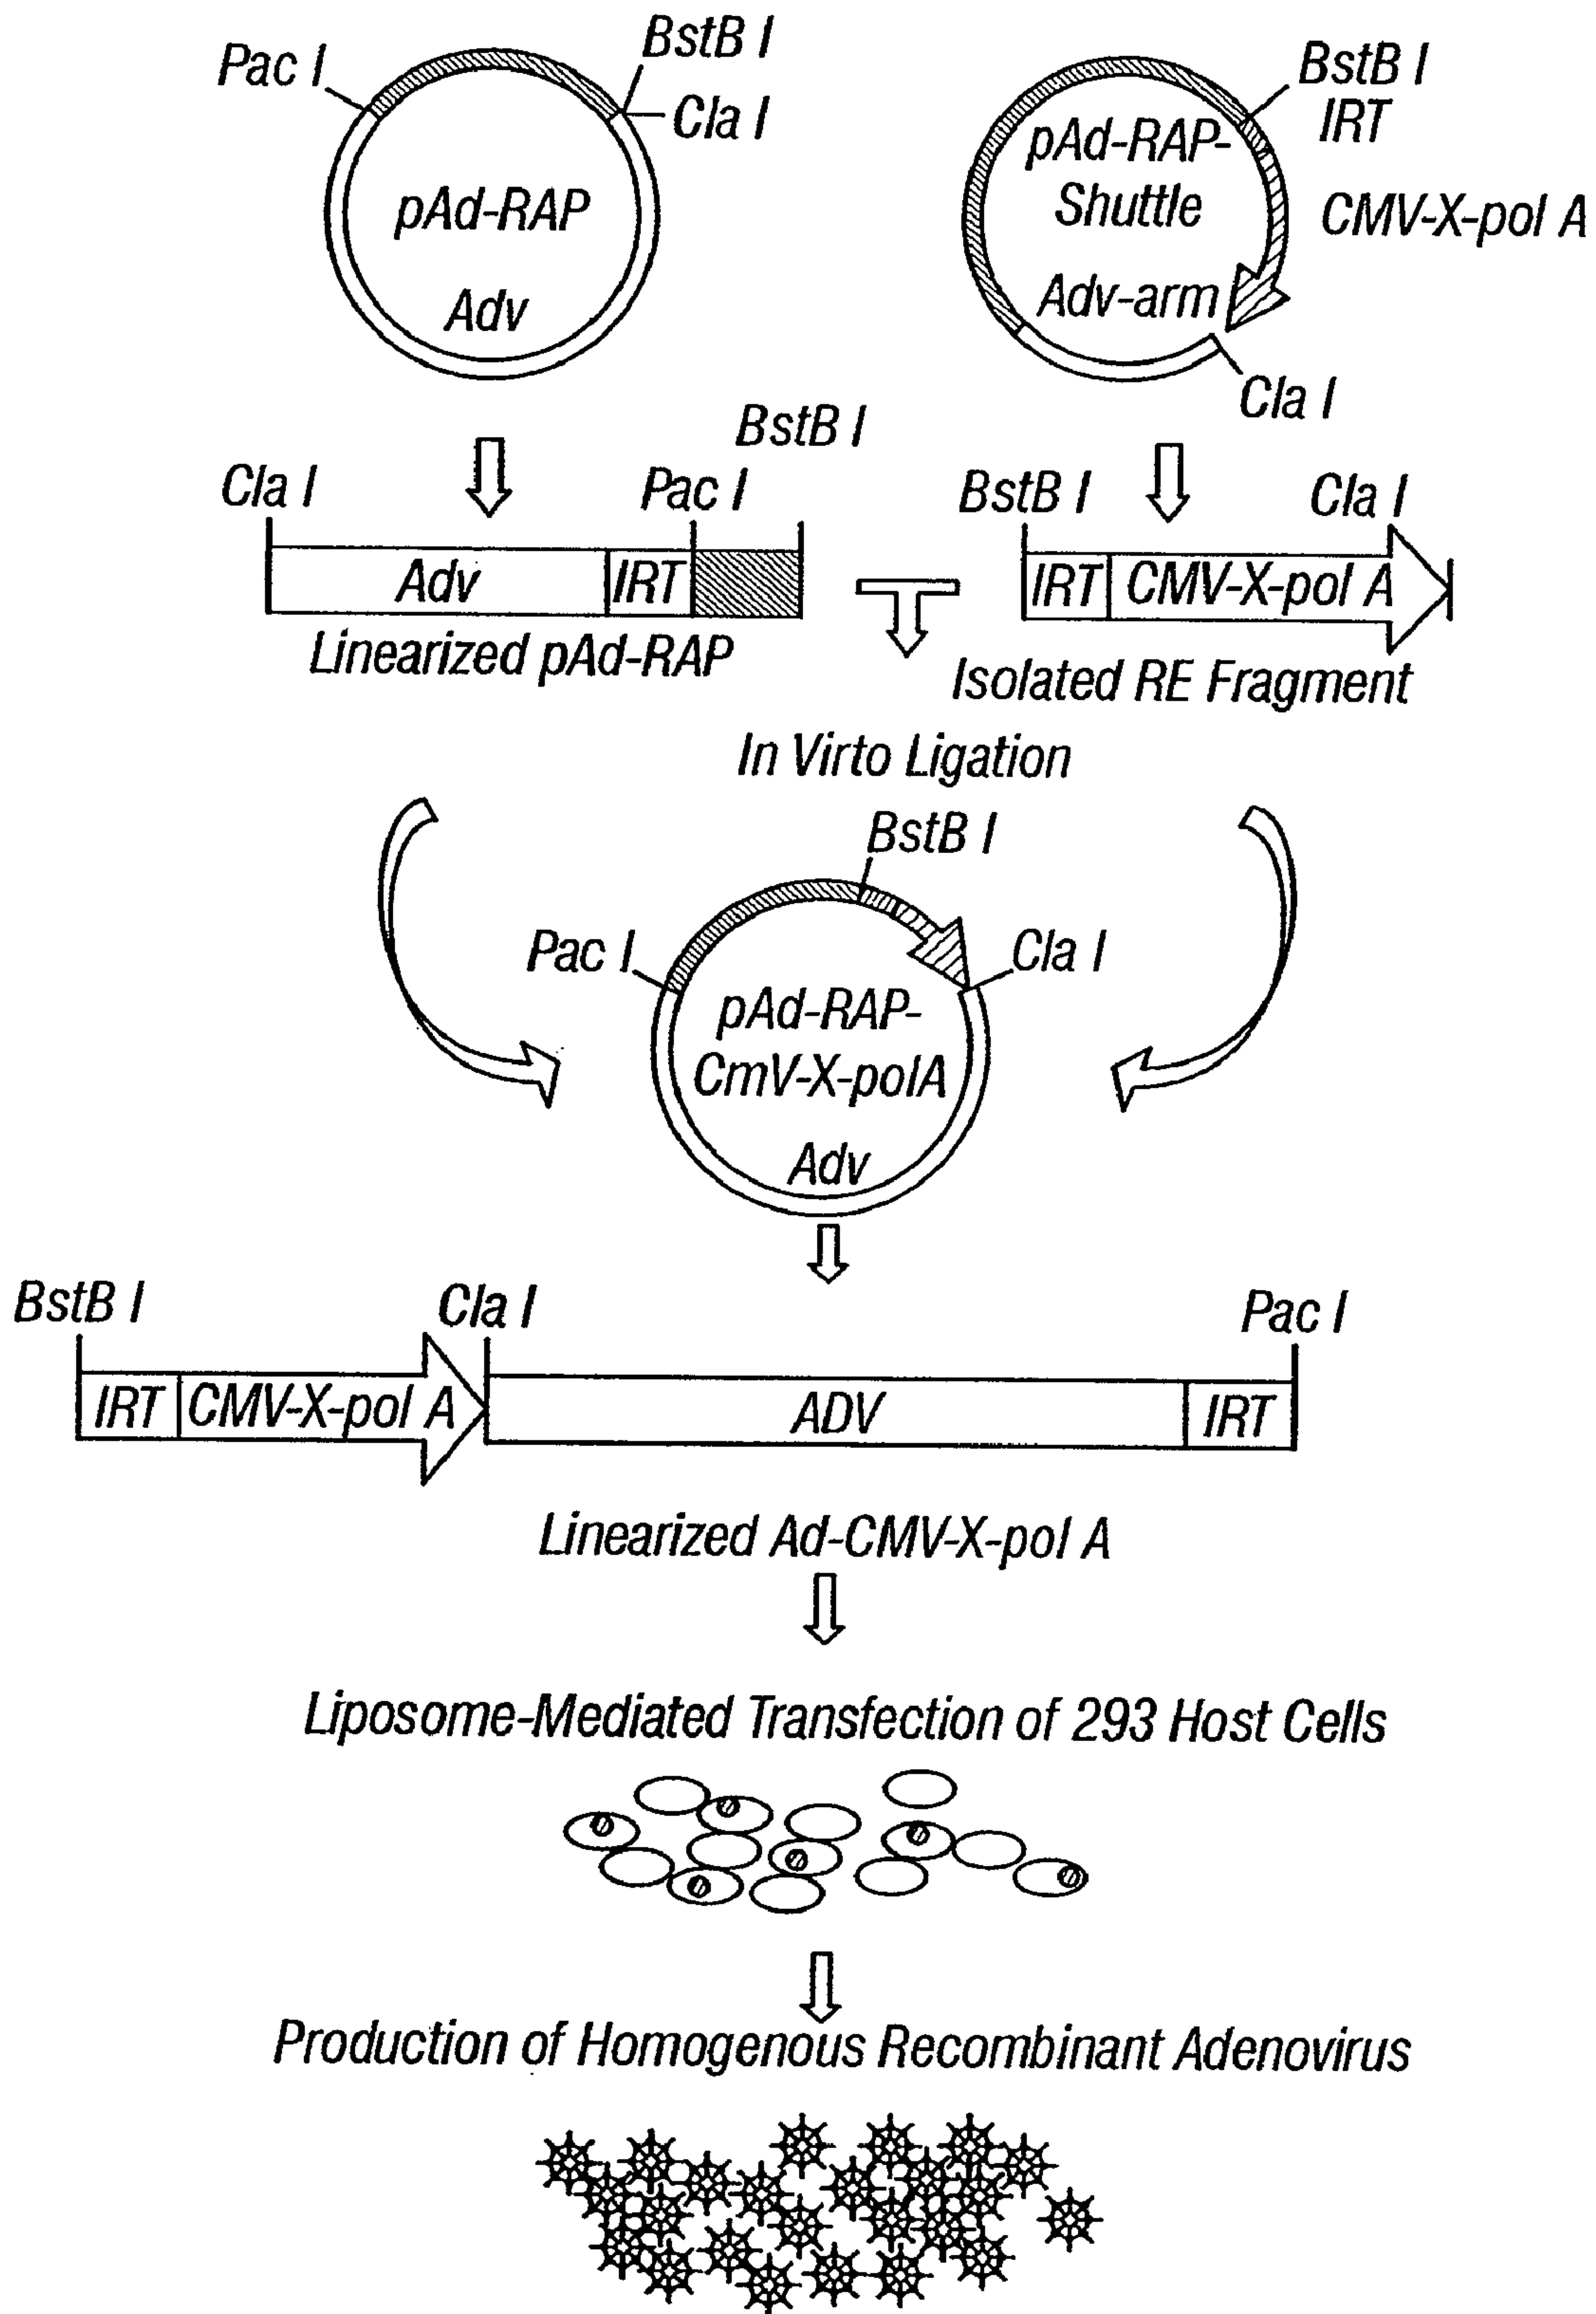 Pac I
BstB I
Cla I
pAd-RAP
Adv
BstB I
IRT
pAd-RAP-
Shuttle
CMV-X-pol A
Adv-arm
Cla I
Cla I
Pac I
BstB I
Adv
IRT
Linearized pAd-RAP
BstB I
Cla I
IRT
CMV-X-pol A
Isolated RE Fragment
In Virto Ligation
BstB I
Pac I
Cla I
pAd-RAP-
CmV-X-polA
Adv
BstB I
Cla I
Pac I
IRT
CMV-X-pol A
ADV
IRT
Linearized Ad-CMV-X-pol A
Liposome-Mediated Transfection of 293 Host Cells
Production of Homogenous Recombinant Adenovirus